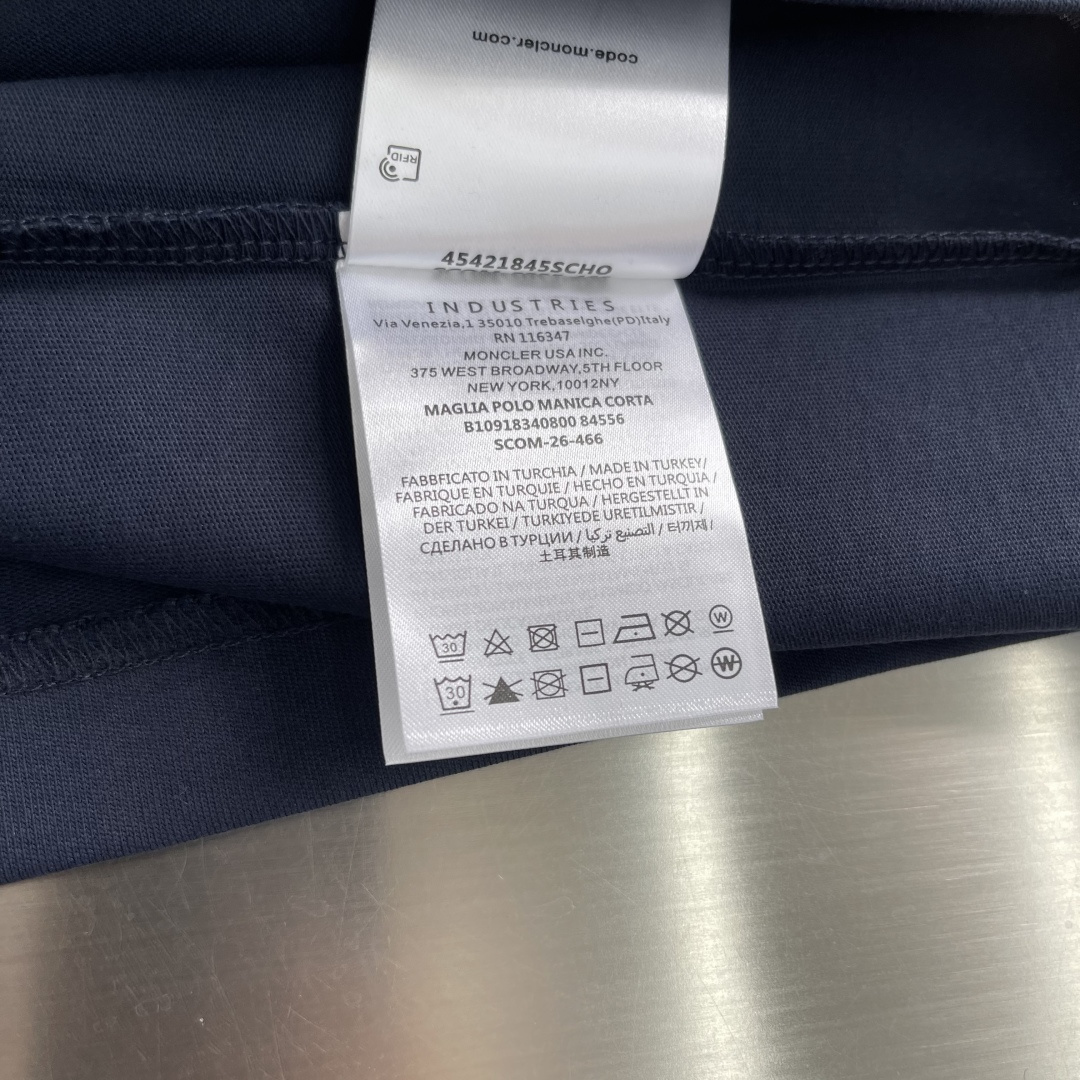 code.moncler.com
RFID
45421845SCHO
INDUSTRIES
Via Venezia,1 35010 Trebaselghe(PD)Italy
RN 116347
MONCLER USA INC.
375 WEST BROADWAY,5TH FLOOR
NEW YORK,10012NY
MAGLIA POLO MANICA CORTA
B10918340800 84556
SCOM-26-466
FABBFICATO IN TURCHIA / MADE IN TURKEY/
FABRIQUE EN TURQUIE / HECHO EN TURQUIA /
FABRICADO NA TURQUA / HERGESTELLT IN
DER TURKEI / TURKIYEDE URETILMISTIR /
СДЕЛАНО В ТУРЦИИ / التصنيع تركيا / 터끼제/
土耳其制造
30 W
30 W